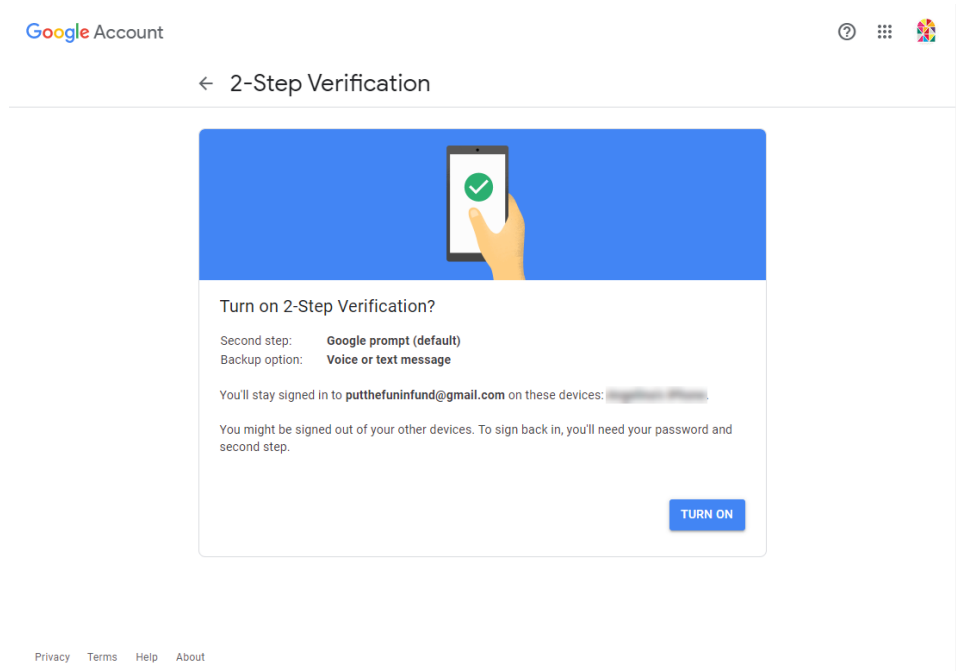 Google Account
2-Step Verification
Turn on 2-Step Verification?
Second step: Google prompt (default)
Backup option: Voice or text message
You'll stay signed in to putthefuninfund@gmail.com on these devices: .
You might be signed out of your other devices. To sign back in, you'll need your password and
second step.
TURN ON
Privacy Terms Help About